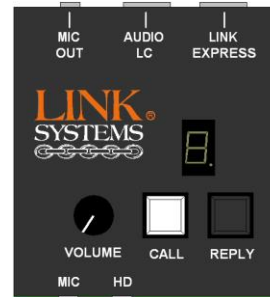 MIC OUT
AUDIO LC
LINK EXPRESS
LINK®
SYSTEMS
VOLUME
CALL
REPLY
MIC
HD